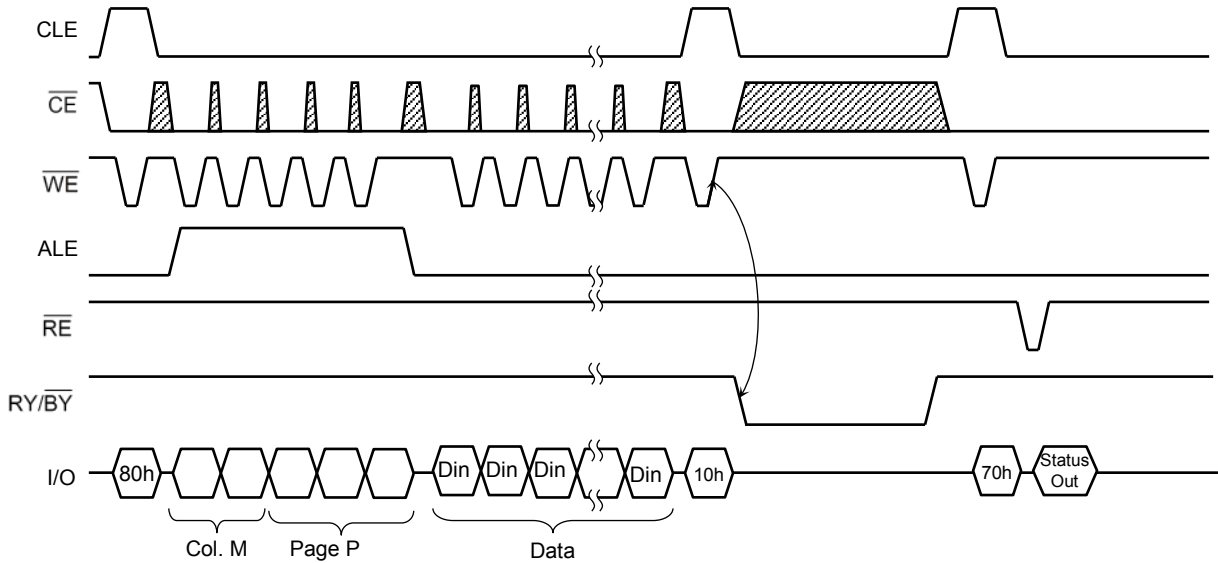 CLE
CE
WE
ALE
RE
RY/BY
I/O 80h Din Din Din Din 10h 70h Status
Out
Col. M Page P Data